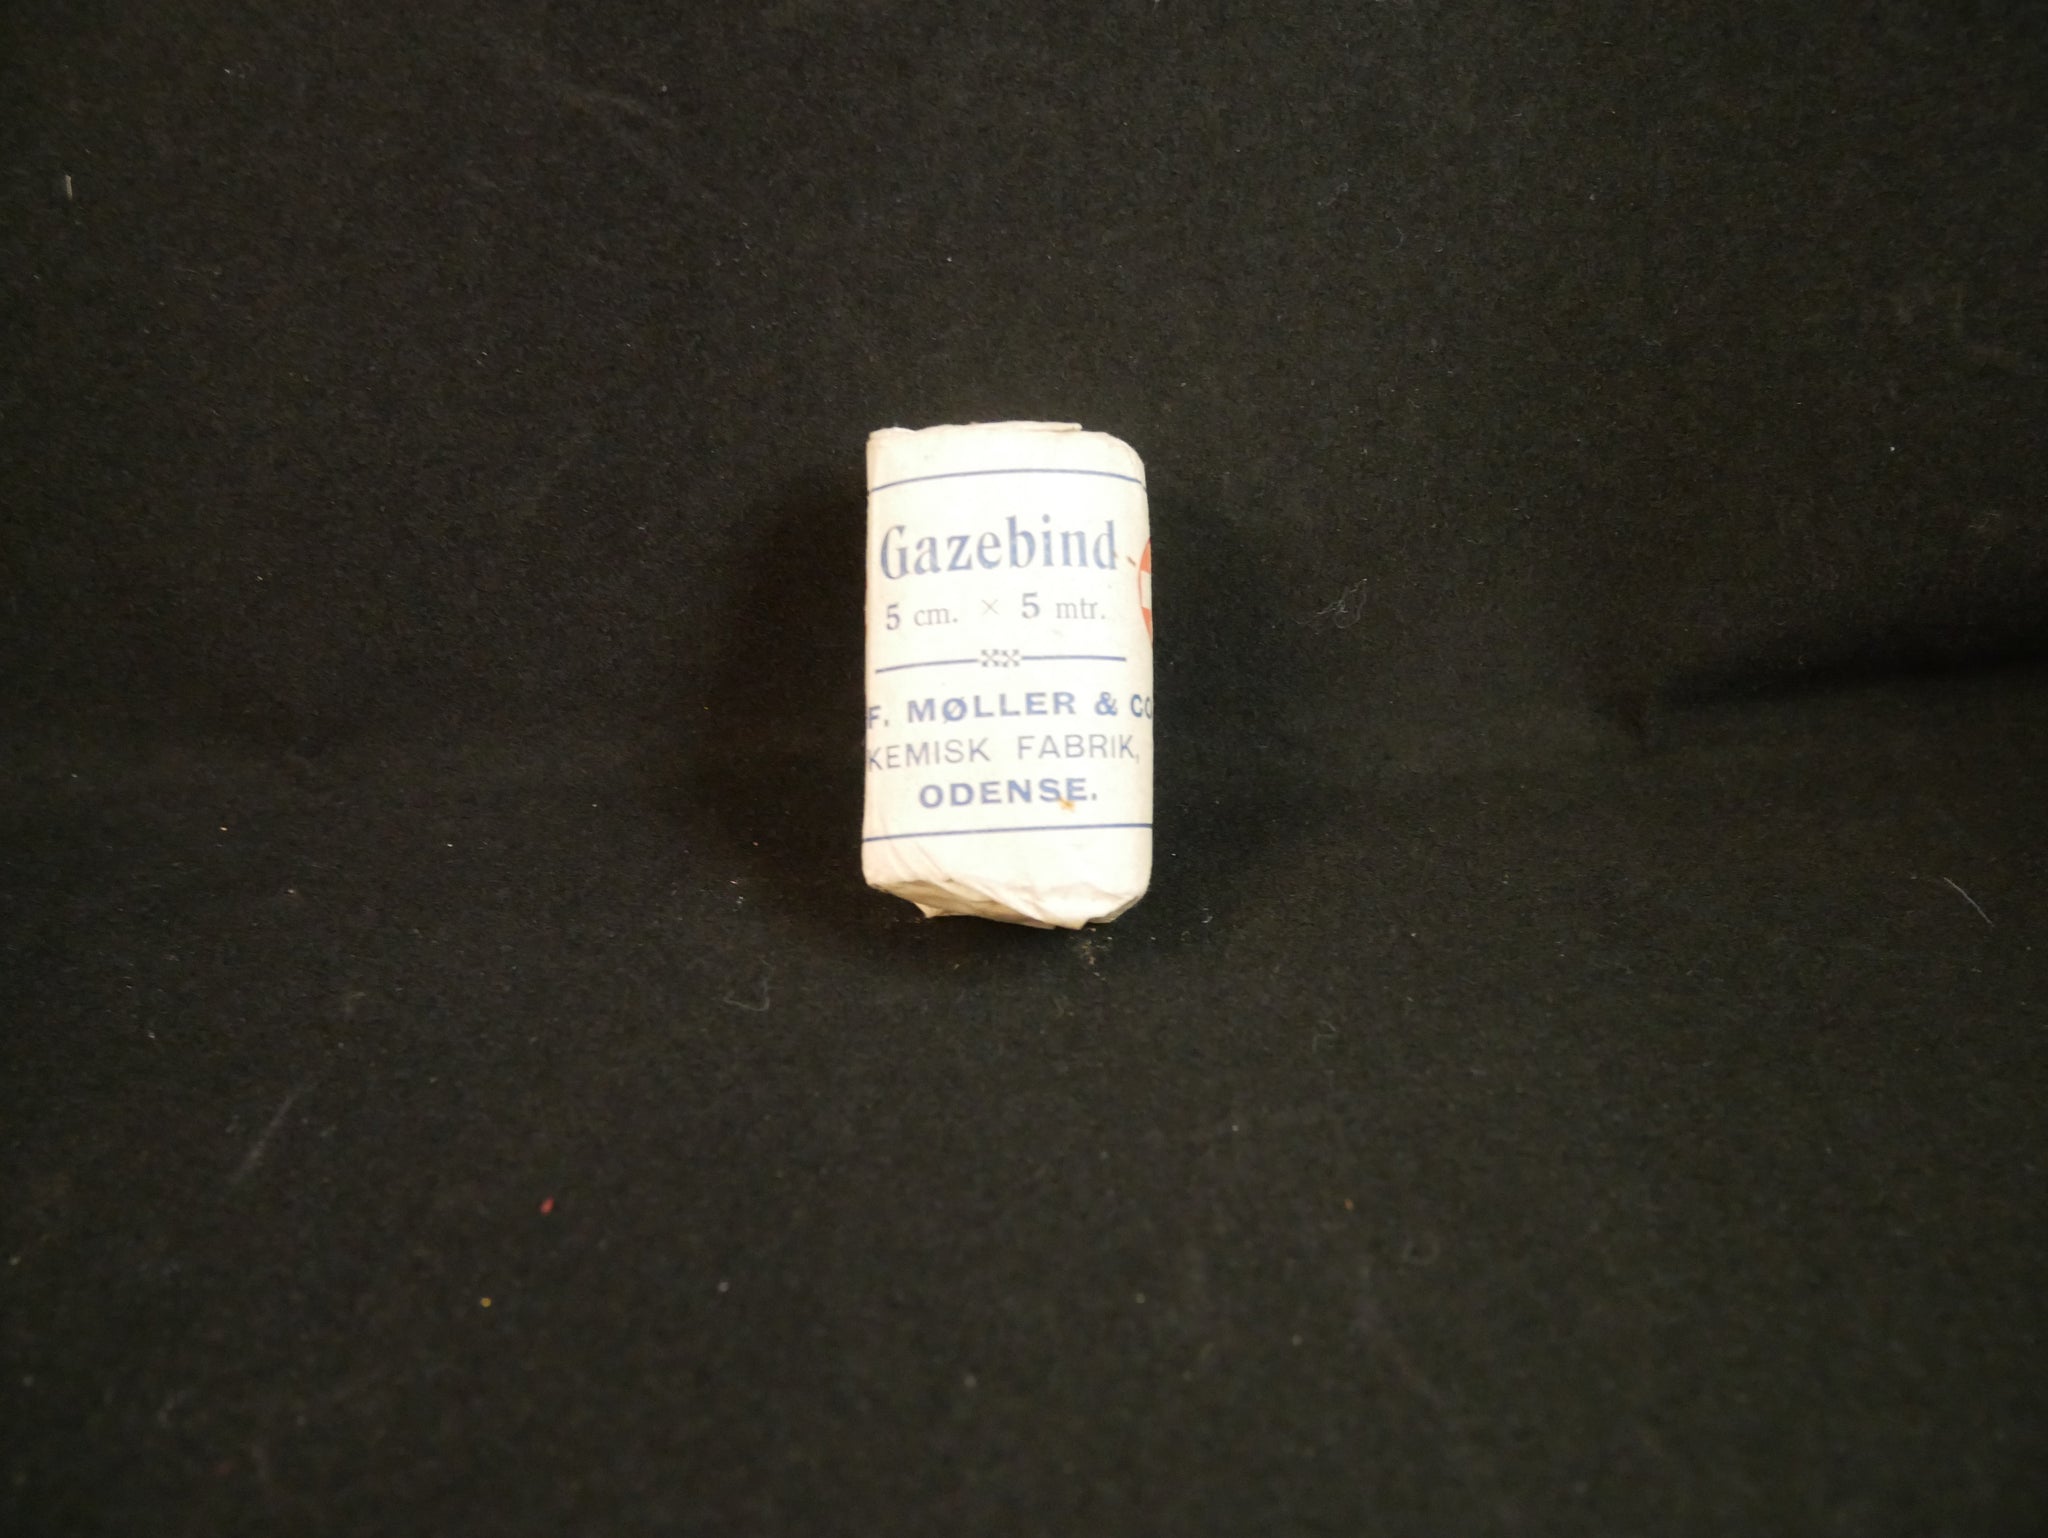 Gazebind
5 cm. × 5 mtr.
F. MØLLER & CO
KEMISK FABRIK,
ODENSE.